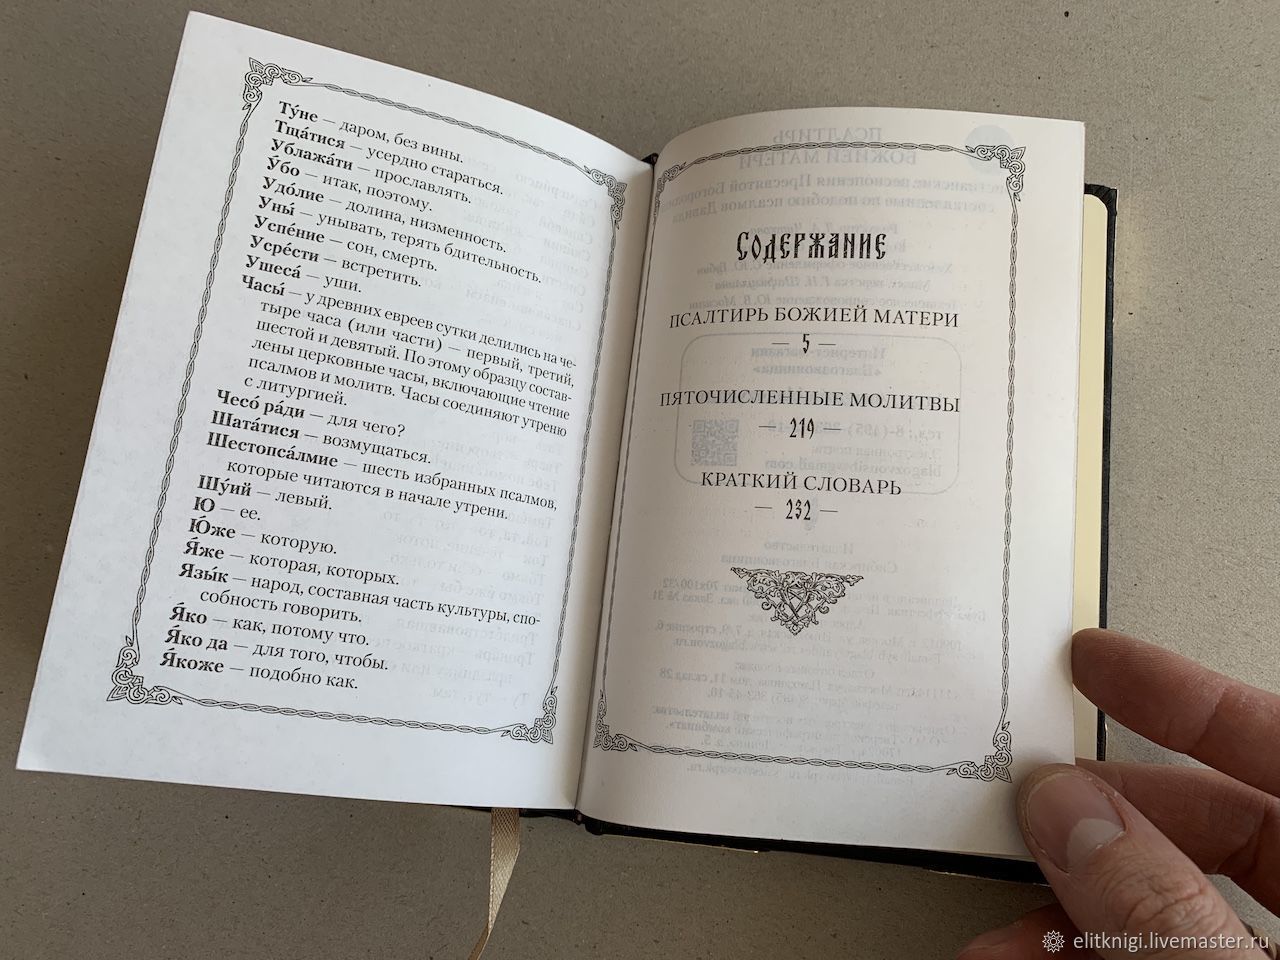 Ту́не — даром, без вины.
Тща́тися — усердно стараться.
Ублажа́ти — прославлять.
У́бо — итак, поэтому.
Удо́лие — долина, низменность.
Уны́ — унывать, терять бдительность.
Успе́ние — сон, смерть.
Усре́сти — встретить.
Ушеса́ — уши.
Часы́ — у древних евреев сутки делились на че-
тыре часа (или части) — первый, третий,
шестой и девятый. По этому образцу состав-
лены церковные часы, включающие чтение
псалмов и молитв. Часы соединяют утреню
с литургией.
Чесо́ ра́ди — для чего?
Шата́тися — возмущаться.
Шестопса́лмие — шесть избранных псалмов,
которые читаются в начале утрени.
Шу́ий — левый.
Ю — ее.
Ю́же — которую.
Я́же — которая, которых.
Язы́к — народ, составная часть культуры, спо-
собность говорить.
Я́ко — как, потому что.
Я́ко да — для того, чтобы.
Я́коже — подобно как.
Содержание
ПСАЛТИРЬ БОЖИЕЙ МАТЕРИ
— 5 —
ПЯТОЧИСЛЕННЫЕ МОЛИТВЫ
— 219 —
КРАТКИЙ СЛОВАРЬ
— 232 —
elitknigi.livemaster.ru